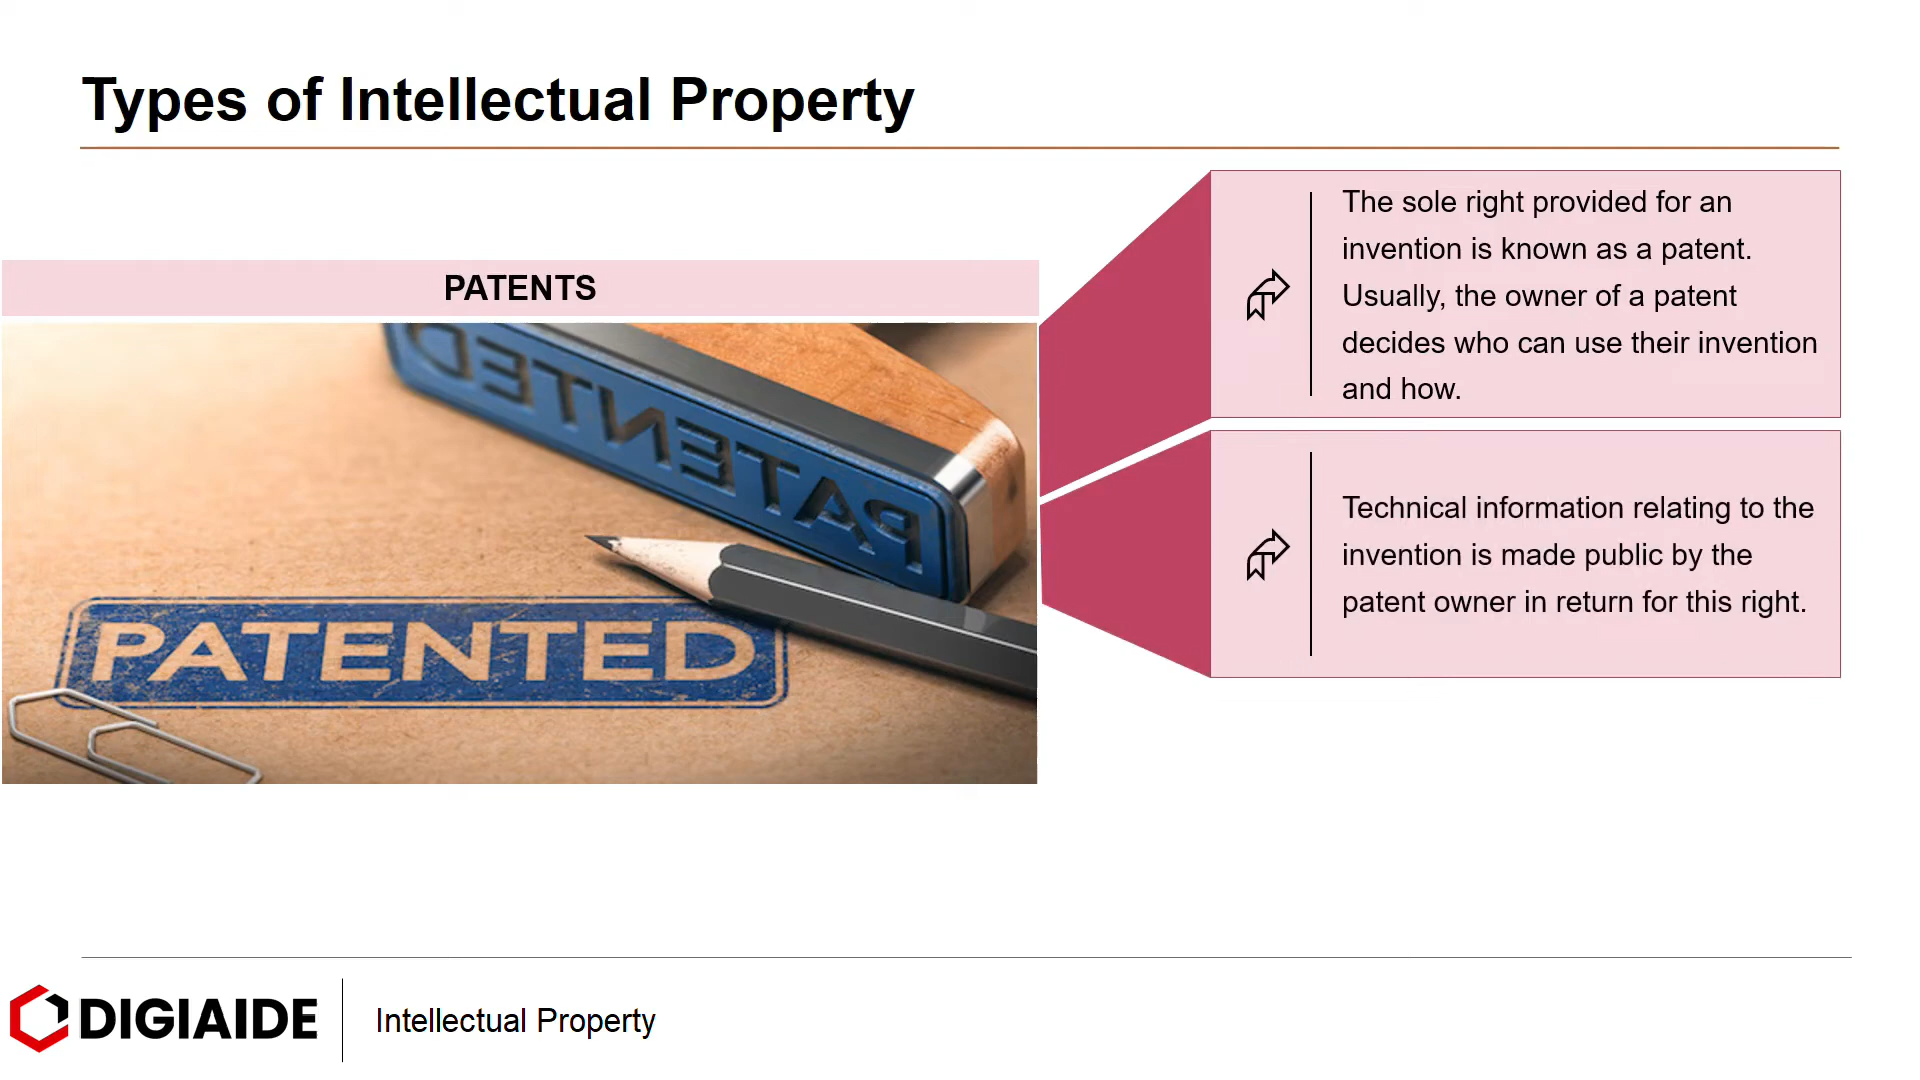 Types of Intellectual Property
PATENTS
PATENTED
PATENTED
The sole right provided for an
invention is known as a patent.
Usually, the owner of a patent
decides who can use their invention
and how.
Technical information relating to the
invention is made public by the
patent owner in return for this right.
DIGIAIDE
Intellectual Property